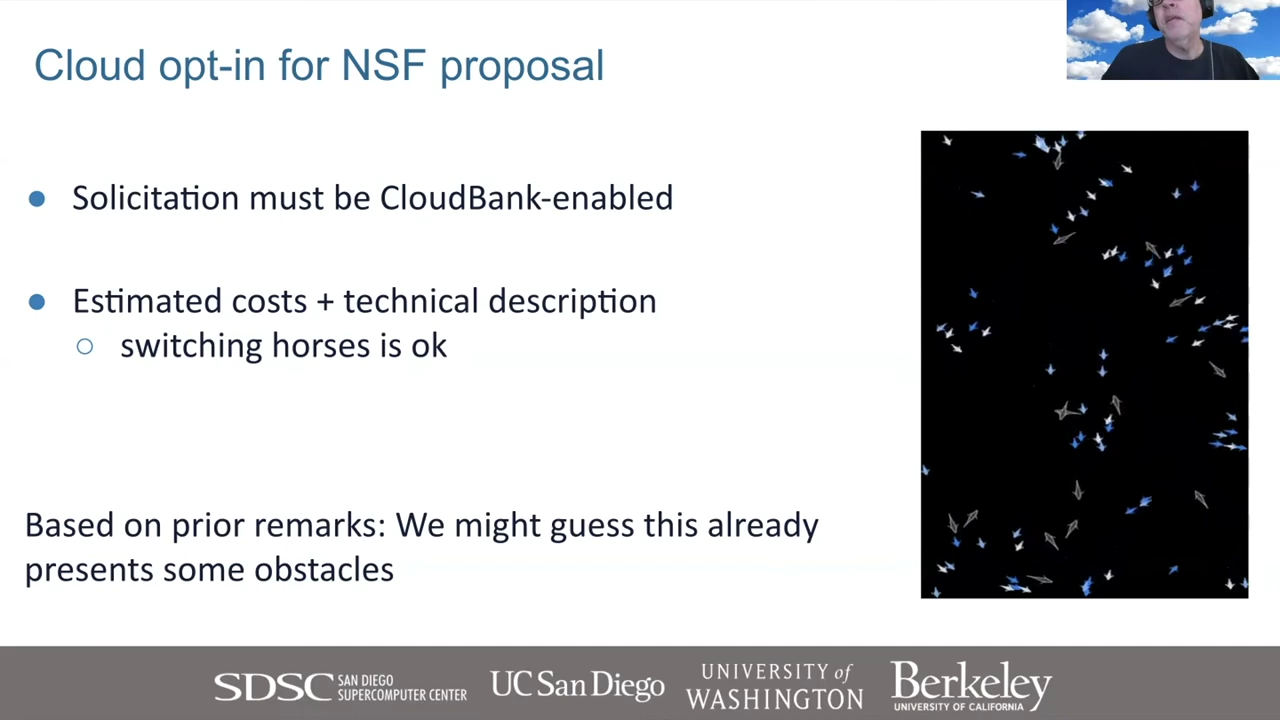 Cloud opt-in for NSF proposal
● Solicitation must be CloudBank-enabled
● Estimated costs + technical description
○ switching horses is ok
Based on prior remarks: We might guess this already
presents some obstacles
SDSC SAN DIEGO
SUPERCOMPUTER CENTER
UC San Diego
UNIVERSITY of
WASHINGTON
Berkeley
UNIVERSITY OF CALIFORNIA